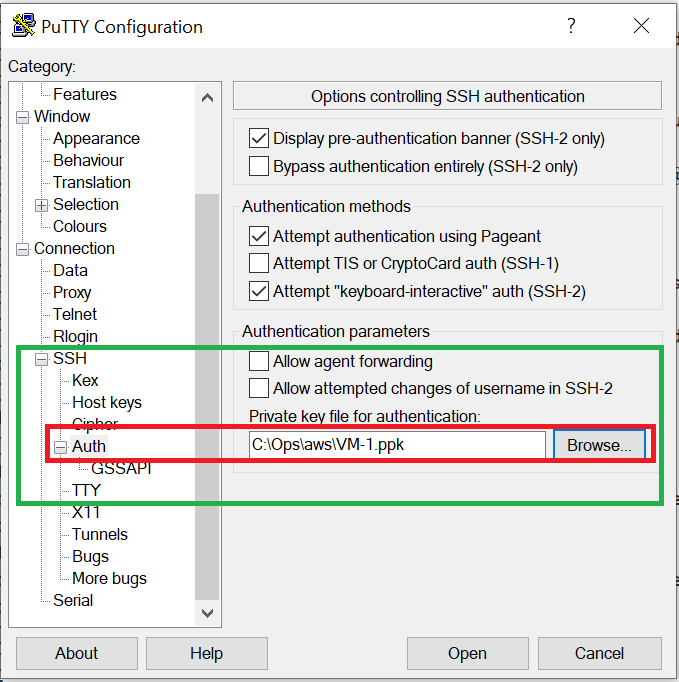 PuTTY Configuration
?
Category:
Features
Window
Appearance
Behaviour
Translation
Selection
Colours
Connection
Data
Proxy
Telnet
Rlogin
SSH
Kex
Host keys
Cipher
Auth
GSSAPI
TTY
X11
Tunnels
Bugs
More bugs
Serial
Options controlling SSH authentication
Display pre-authentication banner (SSH-2 only)
Bypass authentication entirely (SSH-2 only)
Authentication methods
Attempt authentication using Pageant
Attempt TIS or CryptoCard auth (SSH-1)
Attempt "keyboard-interactive" auth (SSH-2)
Authentication parameters
Allow agent forwarding
Allow attempted changes of username in SSH-2
Private key file for authentication:
C:\Ops\aws\VM-1.ppk
Browse...
About
Help
Open
Cancel